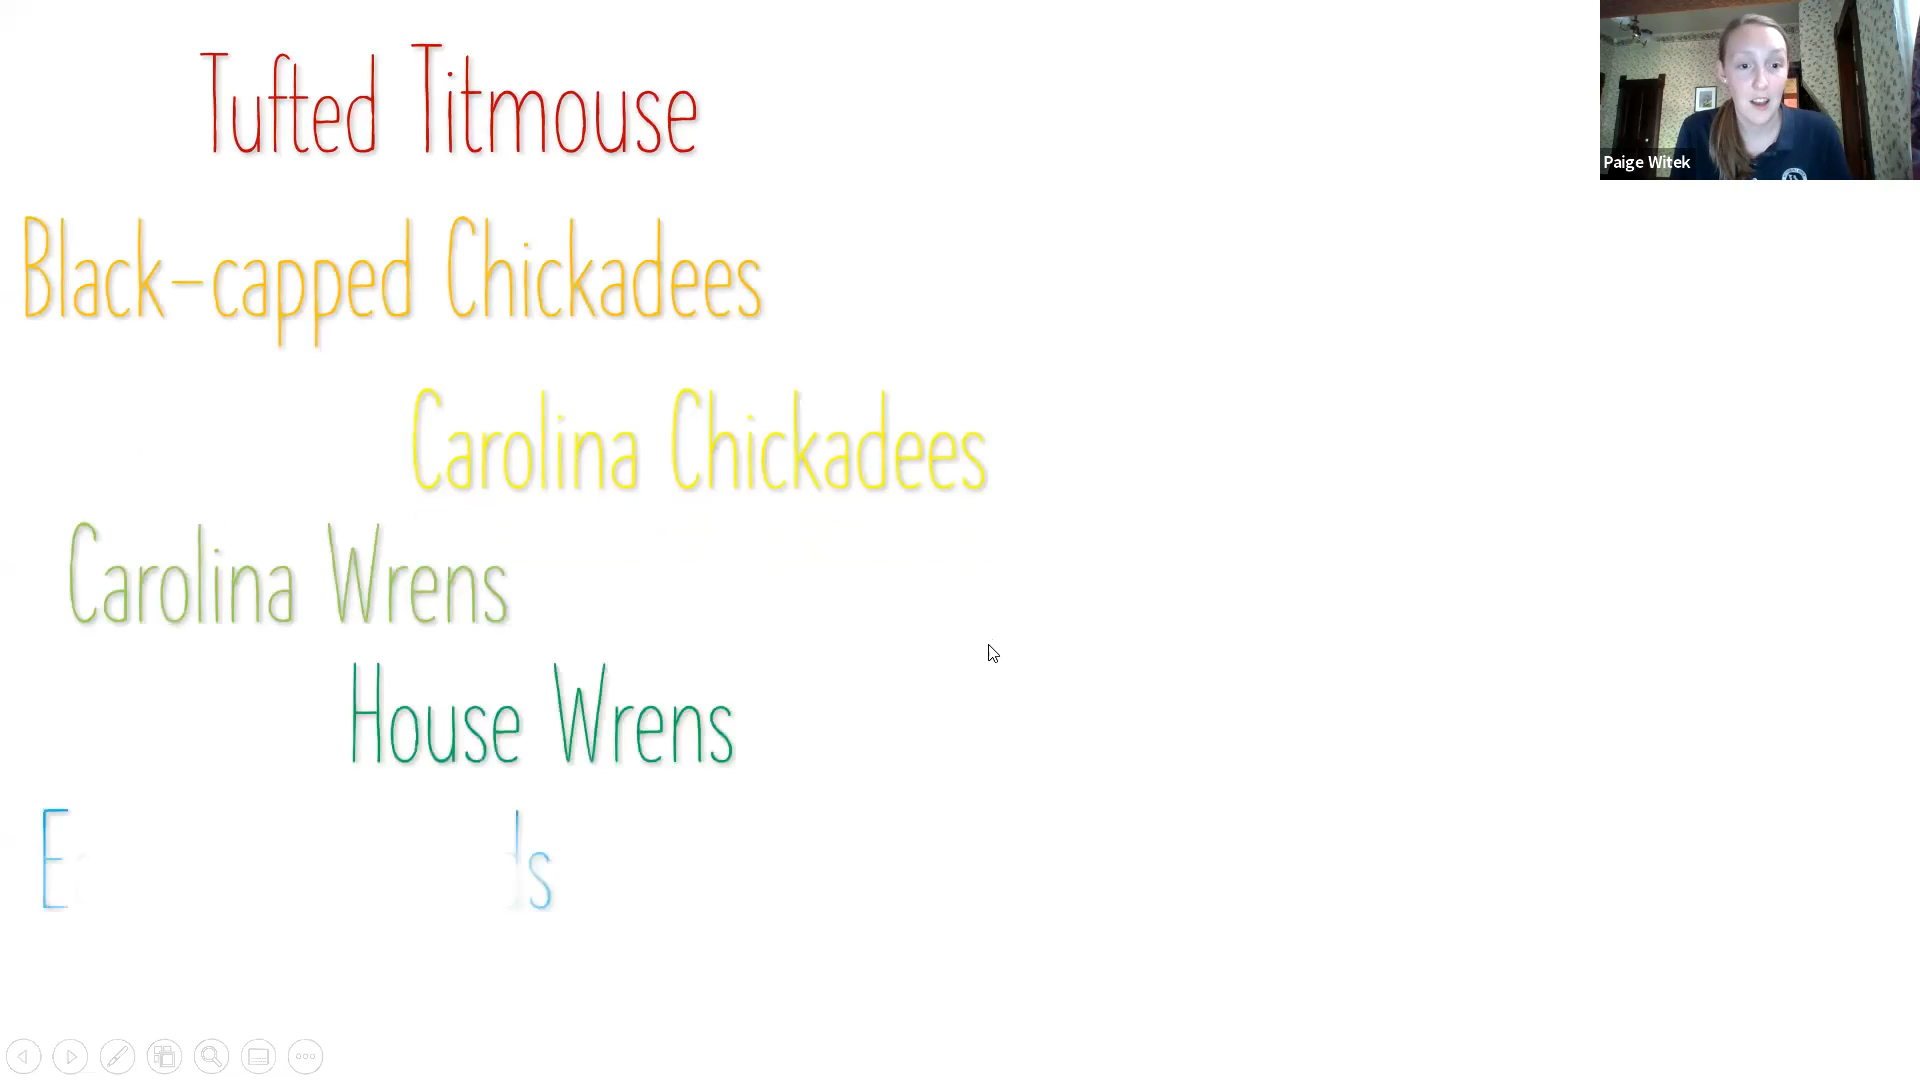 Tufted Titmouse
Paige Witek
Black-capped Chickadees
Carolina Chickadees
Carolina Wrens
House Wrens